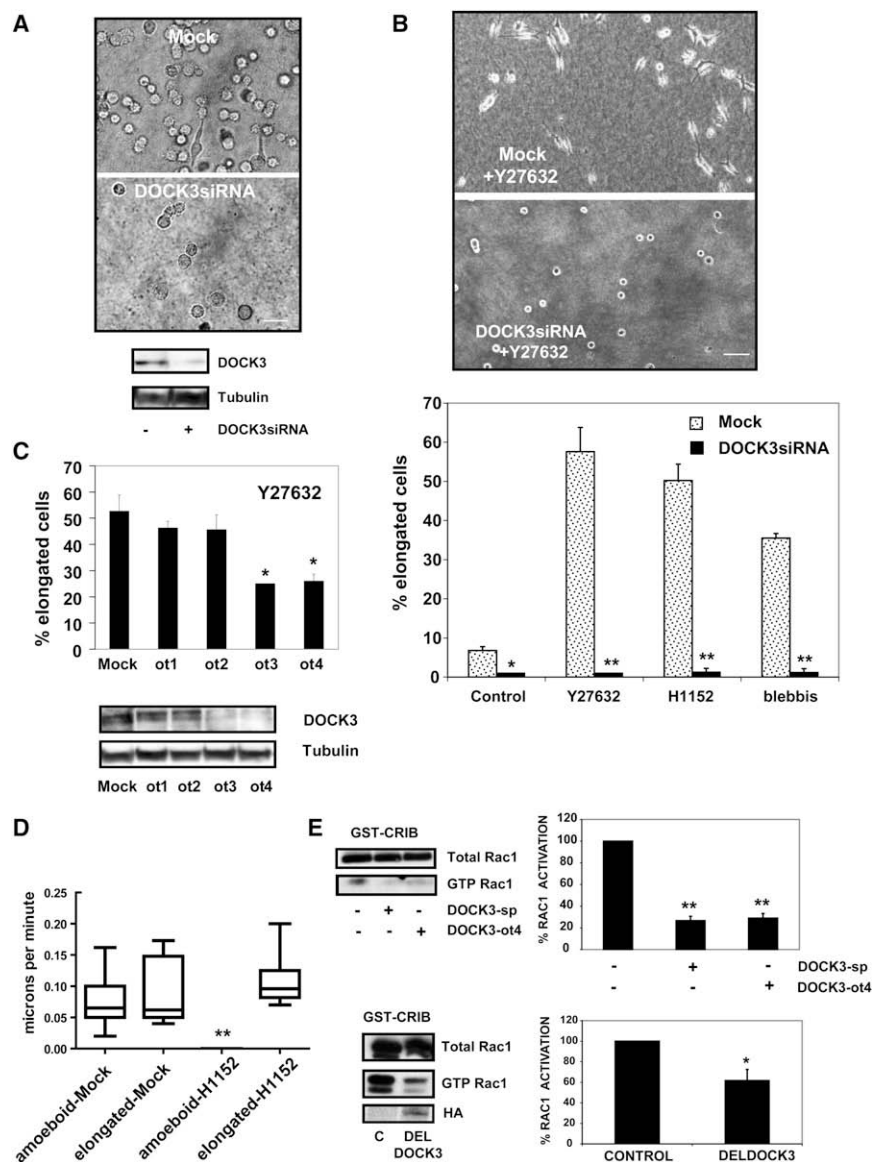 A
Mock
DOCK3siRNA
DOCK3
Tubulin
- + DOCK3siRNA
B
Mock
+Y27632
DOCK3siRNA
+Y27632
70
60
50
40
30
20
10
0
% elongated cells
Mock
DOCK3siRNA
*
**
**
**
Control Y27632 H1152 blebbis
C
70
60
50
40
30
20
10
0
% elongated cells
Y27632
*
*
Mock ot1 ot2 ot3 ot4
DOCK3
Tubulin
Mock ot1 ot2 ot3 ot4
D
0.25
0.20
0.15
0.10
0.05
0.00
microns per minute
**
amoeboid-Mock
elongated-Mock
amoeboid-H1152
elongated-H1152
E
GST-CRIB
Total Rac1
GTP Rac1
- + - DOCK3-sp
- - + DOCK3-ot4
120
100
80
60
40
20
0
% RAC1 ACTIVATION
**
**
- + - DOCK3-sp
- - + DOCK3-ot4
GST-CRIB
Total Rac1
GTP Rac1
HA
C DEL
DOCK3
120
100
80
60
40
20
0
% RAC1 ACTIVATION
*
CONTROL DELDOCK3